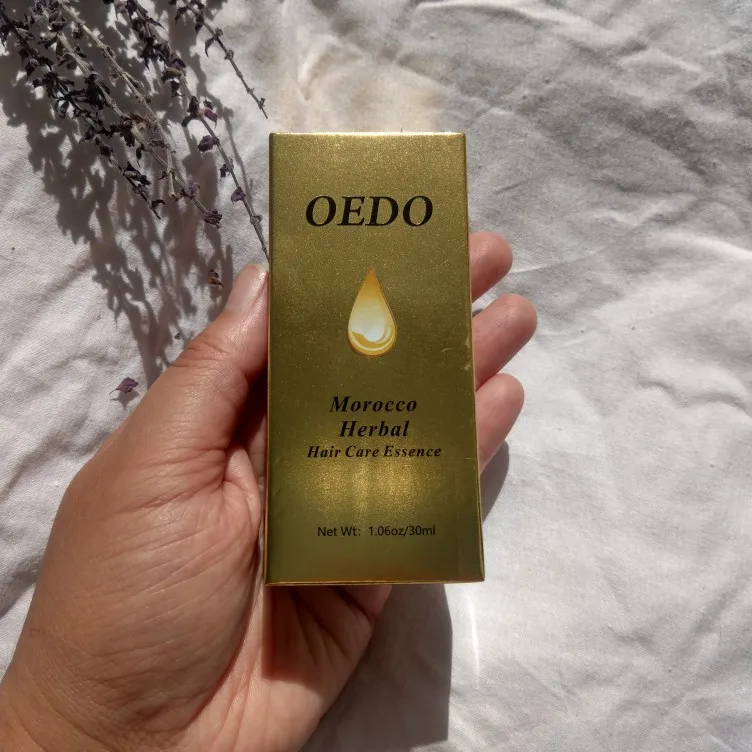 OEDO
Morocco
Herbal
Hair Care Essence
Net Wt: 1.06oz/30ml